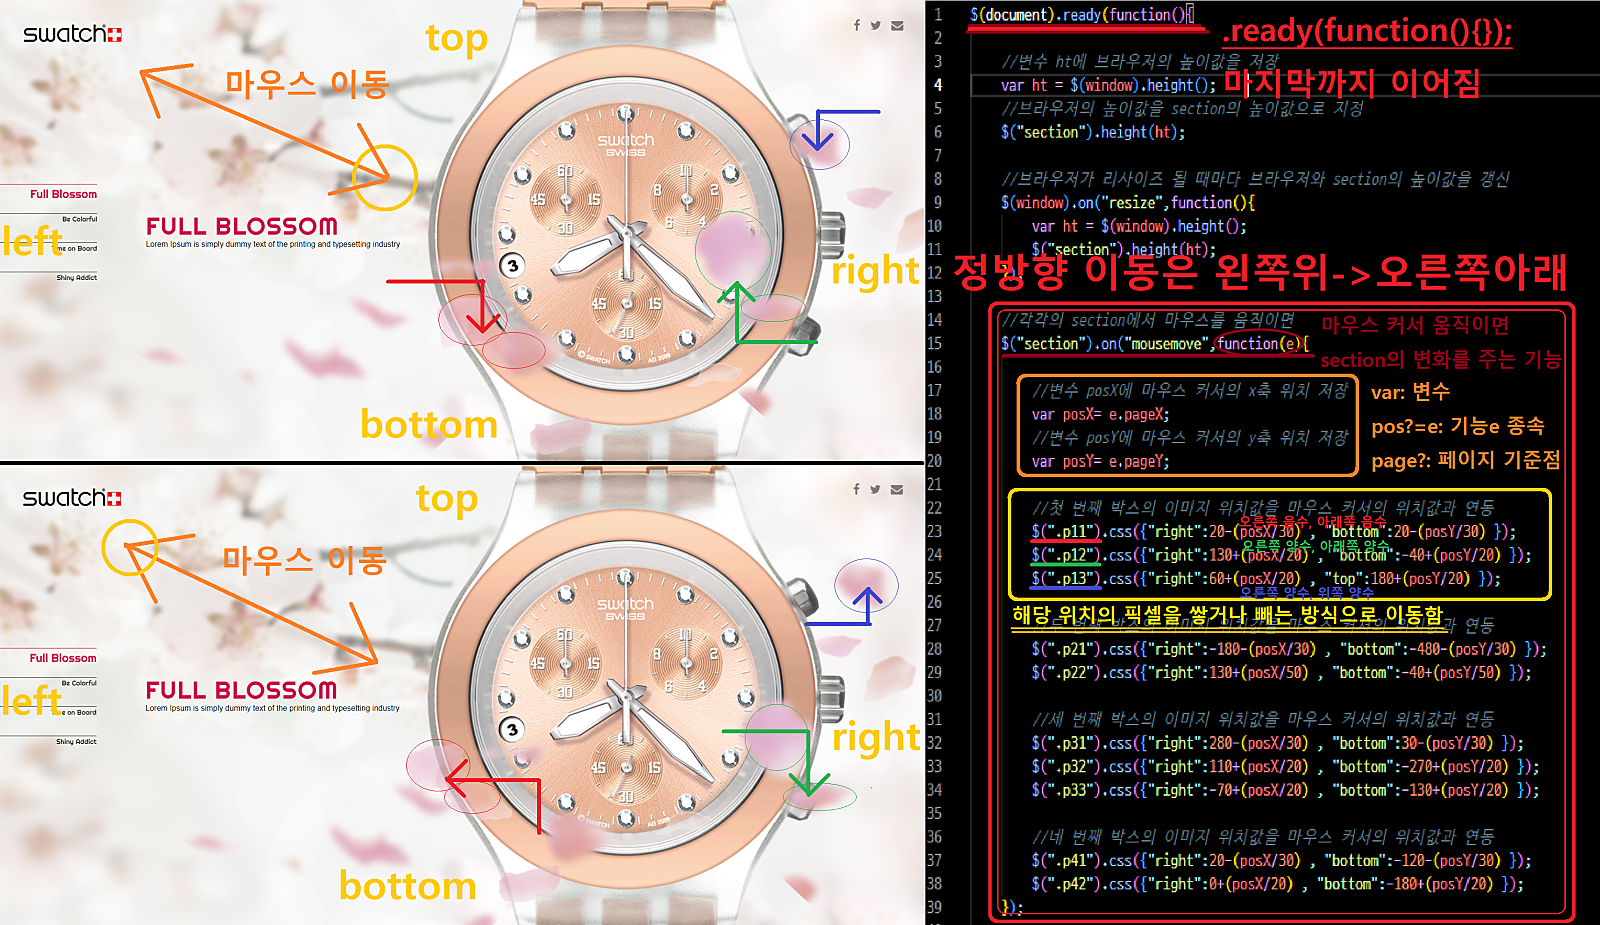 swatch
top
마우스 이동
Full Blossom
Be Colorful
left
me on Board
Shiny Addict
FULL BLOSSOM
Lorem Ipsum is simply dummy text of the printing and typesetting industry
swatch
SWISS
60
45
15
30
10
8
2
6
4
3
45
15
30
© SWATCH AG 2009
right
bottom
swatch
top
마우스 이동
Full Blossom
Be Colorful
left
me on Board
Shiny Addict
FULL BLOSSOM
Lorem Ipsum is simply dummy text of the printing and typesetting industry
swatch
SWISS
60
45
15
30
10
8
2
6
4
3
60
45
15
30
© SWATCH AG 2009
right
bottom
1 $(document).ready(function(){
.ready(function(){});
2
3 //변수 ht에 브라우저의 높이값을 저장
4 var ht = $(window).height();
마지막까지 이어짐
5 //브라우저의 높이값을 section의 높이값으로 지정
6 $("section").height(ht);
7
8 //브라우저가 리사이즈 될 때마다 브라우저와 section의 높이값을 갱신
9 $(window).on("resize",function(){
10 var ht = $(window).height();
11 $("section").height(ht);
12
정방향 이동은 왼쪽위->오른쪽아래
13
14 //각각의 section에서 마우스를 움직이면
마우스 커서 움직이면
15 $("section").on("mousemove",function(e){
section의 변화를 주는 기능
16
17 //변수 posX에 마우스 커서의 x축 위치 저장
var: 변수
18 var posX= e.pageX;
pos?=e: 기능e 종속
19 //변수 posY에 마우스 커서의 y축 위치 저장
20 var posY= e.pageY;
page?: 페이지 기준점
21
22 //첫 번째 박스의 이미지 위치값을 마우스 커서의 위치값과 연동
오른쪽 음수, 아래쪽 음수
23 $(".p11").css({"right":20-(posX/30) , "bottom":20-(posY/30) });
오른쪽 양수, 아래쪽 양수
24 $(".p12").css({"right":130+(posX/20) , "bottom":-40+(posY/20) });
25 $(".p13").css({"right":60+(posX/20) , "top":180+(posY/20) });
오른쪽 양수, 위쪽 양수
26
해당 위치의 픽셀을 쌓거나 빼는 방식으로 이동함
27 번째 박스의 이미지 위치값을 마우스 커서의 위치값과 연동
28 $(".p21").css({"right":-180-(posX/30) , "bottom":-480-(posY/30) });
29 $(".p22").css({"right":130+(posX/50) , "bottom":-40+(posY/50) });
30
31 //세 번째 박스의 이미지 위치값을 마우스 커서의 위치값과 연동
32 $(".p31").css({"right":280-(posX/30) , "bottom":30-(posY/30) });
33 $(".p32").css({"right":110+(posX/20) , "bottom":-270+(posY/20) });
34 $(".p33").css({"right":-70+(posX/20) , "bottom":-130+(posY/20) });
35
36 //네 번째 박스의 이미지 위치값을 마우스 커서의 위치값과 연동
37 $(".p41").css({"right":20-(posX/30) , "bottom":-120-(posY/30) });
38 $(".p42").css({"right":0+(posX/20) , "bottom":-180+(posY/20) });
39 });